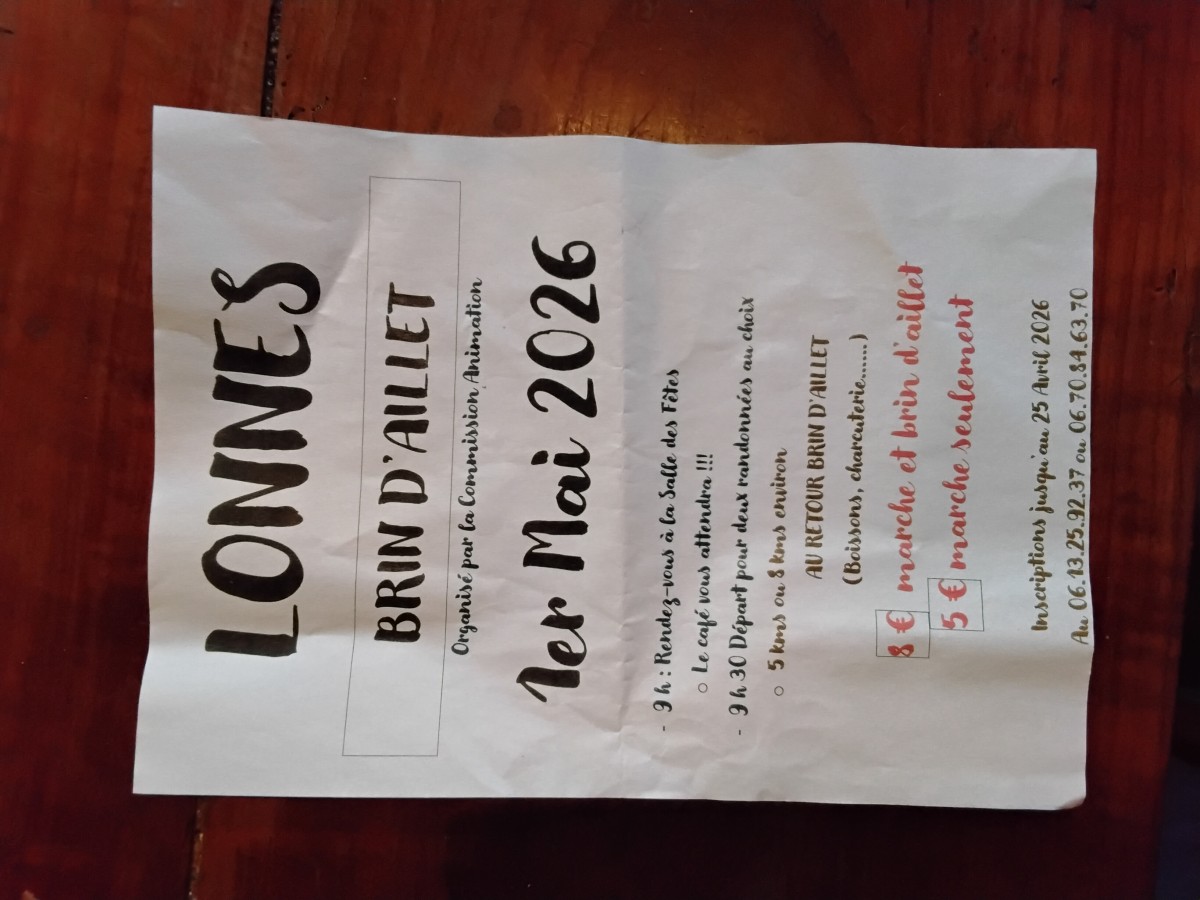 LONNES
BRIN D'AILLET
Organisé par la Commission Animation
1er Mai 2026
- 9 h : Rendez-vous à la Salle des Fêtes
○ Le café vous attendra !!!
- 9 h 30 Départ pour deux randonnées au choix
○ 5 kms ou 8 kms environ
AU RETOUR BRIN D'AILLET
(Boissons, charcuterie......)
8 € marche et brin d'aillet
5 € marche seulement
Inscriptions jusqu'au 25 Avril 2026
Au 06.13.25.92.37 ou 06.70.84.63.70